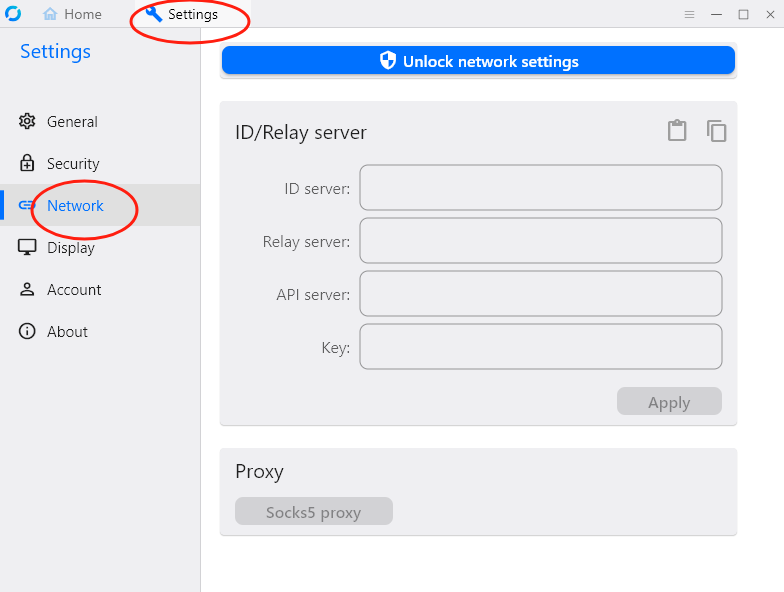 Home
Settings
Settings
General
Security
Network
Display
Account
About
Unlock network settings
ID/Relay server
ID server:
Relay server:
API server:
Key:
Apply
Proxy
Socks5 proxy